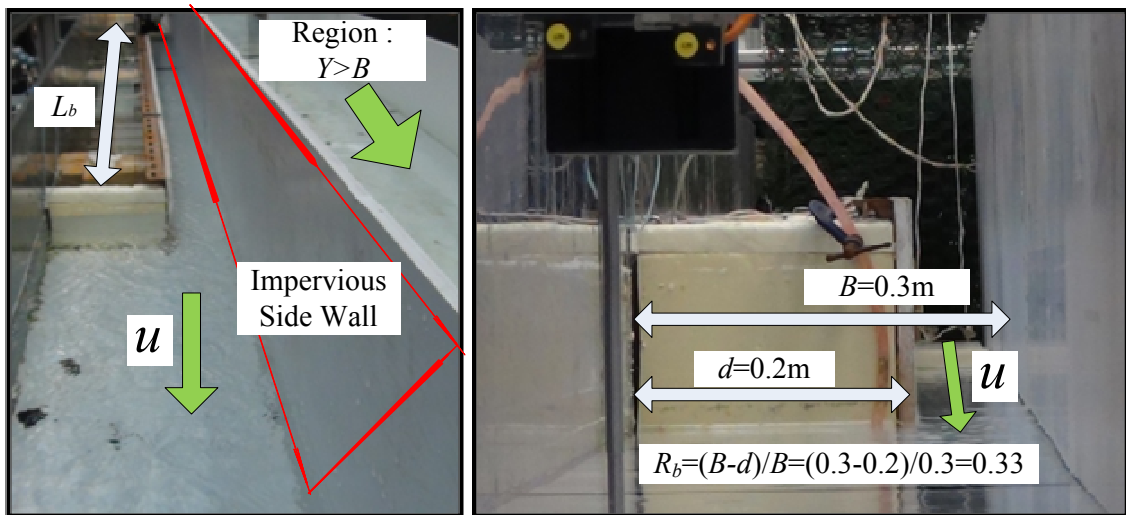 Region :
Y>B
Lb
Impervious
Side Wall
u
B=0.3m
d=0.2m
u
Rb=(B-d)/B=(0.3-0.2)/0.3=0.33